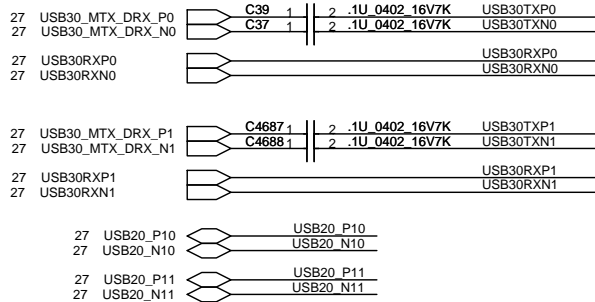 27 USB30_MTX_DRX_P0 C39 1 2 .1U_0402_16V7K USB30TXP0
27 USB30_MTX_DRX_N0 C37 1 2 .1U_0402_16V7K USB30TXN0
27 USB30RXP0 USB30RXP0
27 USB30RXN0 USB30RXN0
27 USB30_MTX_DRX_P1 C4687 1 2 .1U_0402_16V7K USB30TXP1
27 USB30_MTX_DRX_N1 C4688 1 2 .1U_0402_16V7K USB30TXN1
27 USB30RXP1 USB30RXP1
27 USB30RXN1 USB30RXN1
27 USB20_P10 USB20_P10
27 USB20_N10 USB20_N10
27 USB20_P11 USB20_P11
27 USB20_N11 USB20_N11